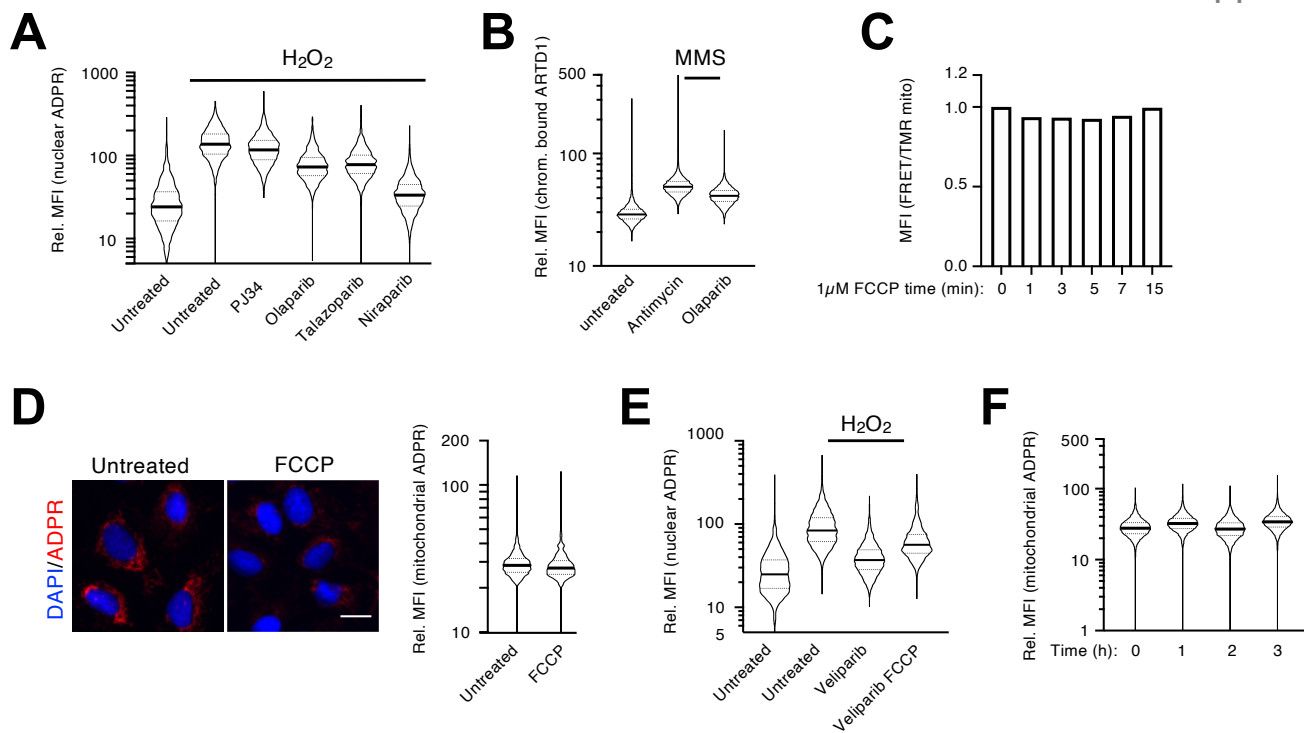 A
H2O2
Rel. MFI (nuclear ADPR)
1000
100
10
Untreated
Untreated
PJ34
Olaparib
Talazoparib
Niraparib
B
MMS
Rel. MFI (chrom. bound ARTD1)
500
100
10
untreated
Antimycin
Olaparib
C
MFI (FRET/TMR mito)
1.2
1.0
0.5
0.0
1µM FCCP time (min): 0 1 3 5 7 15
D
Untreated FCCP
DAPI/ADPR
Rel. MFI (mitochondrial ADPR)
200
100
10
Untreated
FCCP
E
H2O2
Rel. MFI (nuclear ADPR)
1000
100
10
5
Untreated
Untreated
Veliparib
Veliparib FCCP
F
Rel. MFI (mitochondrial ADPR)
500
100
10
1
Time (h): 0 1 2 3